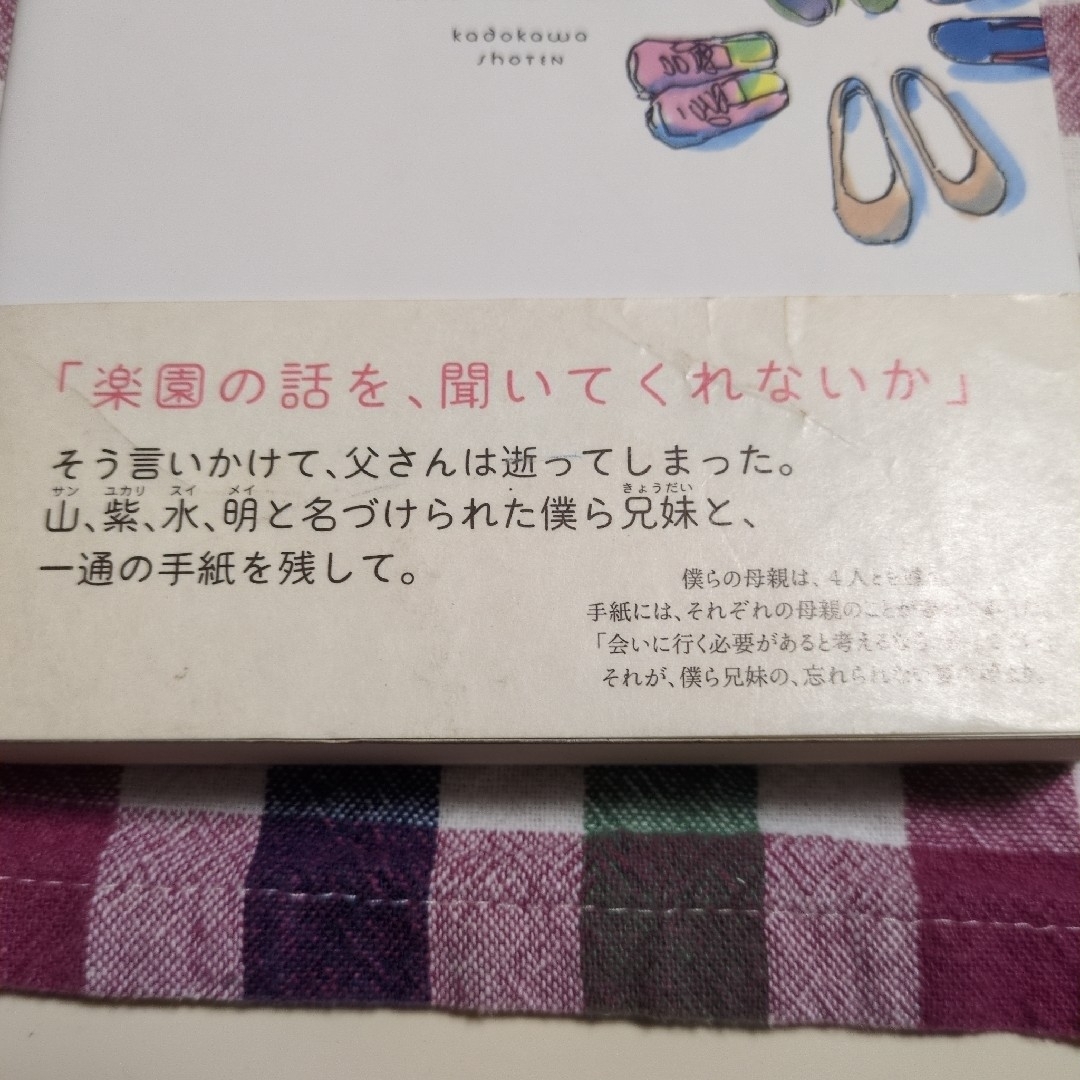 kadokawa
SHOTEN
「楽園の話を、聞いてくれないか」
そう言いかけて、父さんは逝ってしまった。
サン ユカリ スイ メイ きょうだい
山、紫、水、明と名づけられた僕ら兄妹と、
一通の手紙を残して。
僕らの母親は、4人とも
手紙には、それぞれの母親のことが
「会いに行く必要があると考えるなら
それが、僕ら兄妹の、忘れられない